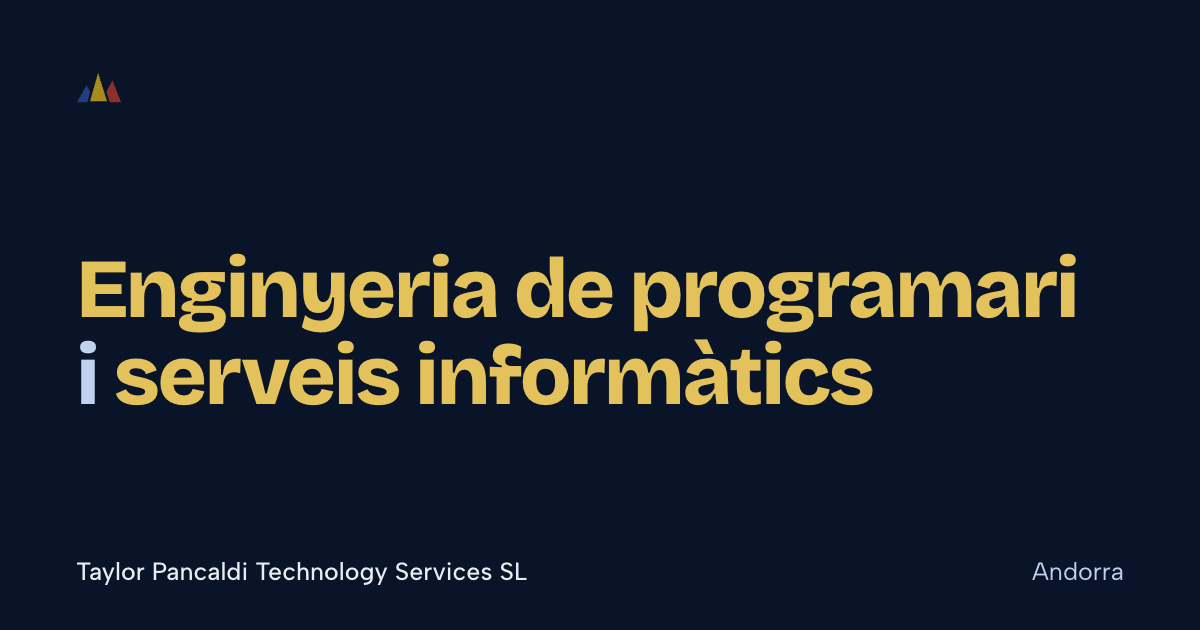 Enginyeria de programari
i serveis informàtics
Taylor Pancaldi Technology Services SL
Andorra